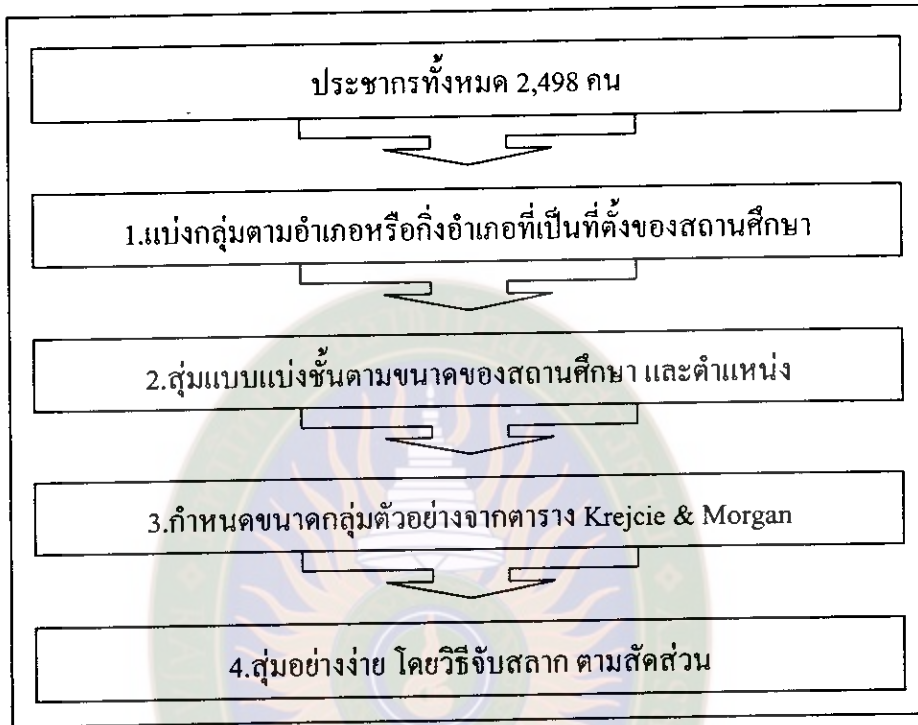 ประชากรทั้งหมด 2,498 คน
1.แบ่งกลุ่มตามอำเภอหรือกิ่งอำเภอที่เป็นที่ตั้งของสถานศึกษา
2.สุ่มแบบแบ่งชั้นตามขนาดของสถานศึกษา และตำแหน่ง
3.กำหนดขนาดกลุ่มตัวอย่างจากตาราง Krejcie & Morgan
4.สุ่มอย่างง่าย โดยวิธีจับสลาก ตามสัดส่วน